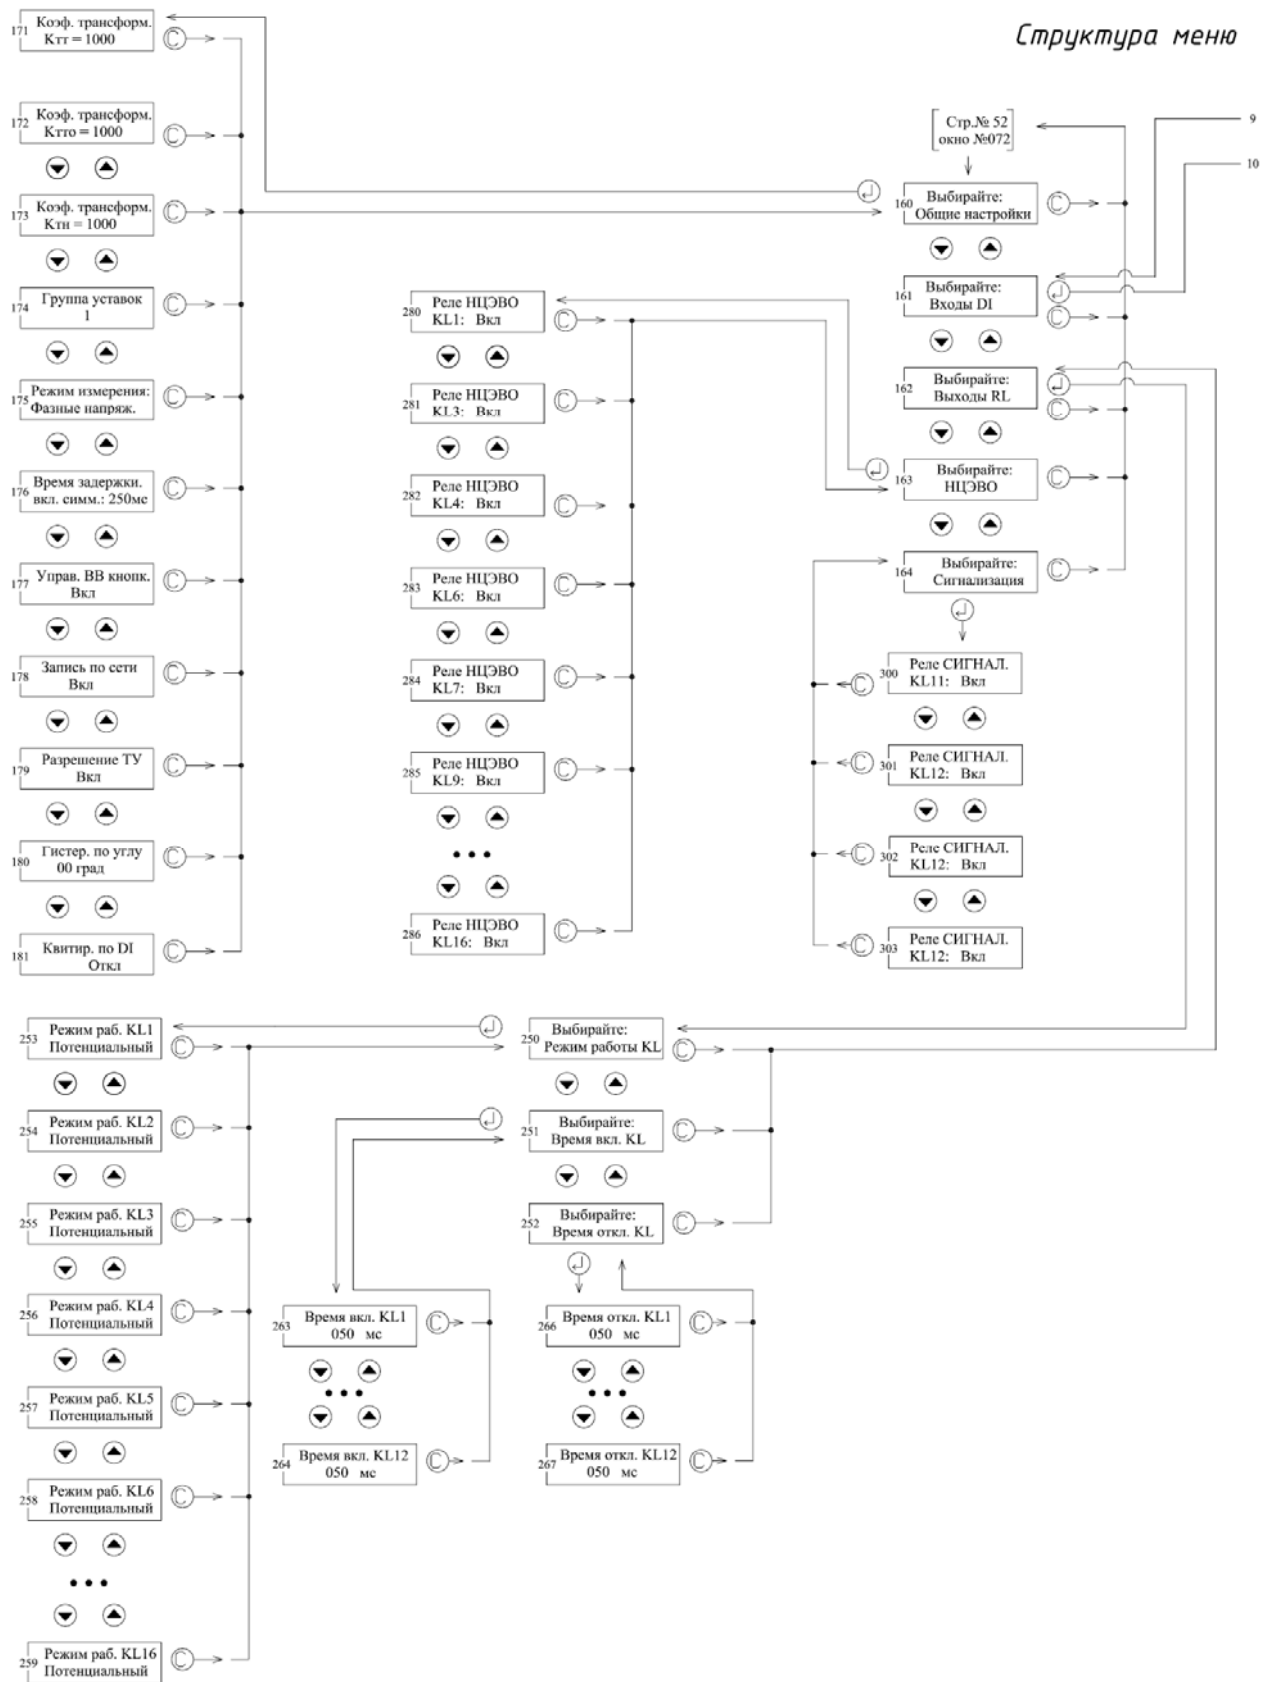 Структура меню
171 Коэф. трансформ.
Kтт = 1000
C
172 Коэф. трансформ.
Kтто = 1000
C
173 Коэф. трансформ.
Kтн = 1000
C
174 Группа уставок
1
C
175 Режим измерения:
Фазные напряж.
C
176 Время задержки.
вкл. симм.: 250мс
C
177 Управ. ВВ кнопк.
Вкл
C
178 Запись по сети
Вкл
C
179 Разрешение ТУ
Вкл
C
180 Гистер. по углу
00 град
C
181 Квитир. по DI
Откл
C
280 Реле НЦЭВО
KL1: Вкл
C
281 Реле НЦЭВО
KL3: Вкл
C
282 Реле НЦЭВО
KL4: Вкл
C
283 Реле НЦЭВО
KL6: Вкл
C
284 Реле НЦЭВО
KL7: Вкл
C
285 Реле НЦЭВО
KL9: Вкл
C
•••
286 Реле НЦЭВО
KL16: Вкл
C
Стр.№ 52
окно №072
9
10
160 Выбирайте:
Общие настройки
C
161 Выбирайте:
Входы DI
C
162 Выбирайте:
Выходы RL
C
163 Выбирайте:
НЦЭВО
C
164 Выбирайте:
Сигнализация
C
300 Реле СИГНАЛ.
KL11: Вкл
C
301 Реле СИГНАЛ.
KL12: Вкл
C
302 Реле СИГНАЛ.
KL12: Вкл
C
303 Реле СИГНАЛ.
KL12: Вкл
C
253 Режим раб. KL1
Потенциальный
C
254 Режим раб. KL2
Потенциальный
C
255 Режим раб. KL3
Потенциальный
C
256 Режим раб. KL4
Потенциальный
C
257 Режим раб. KL5
Потенциальный
C
258 Режим раб. KL6
Потенциальный
C
•••
259 Режим раб. KL16
Потенциальный
C
250 Выбирайте:
Режим работы KL
C
251 Выбирайте:
Время вкл. KL
C
252 Выбирайте:
Время откл. KL
C
263 Время вкл. KL1
050 мс
C
•••
264 Время вкл. KL12
050 мс
C
266 Время откл. KL1
050 мс
C
•••
267 Время откл. KL12
050 мс
C